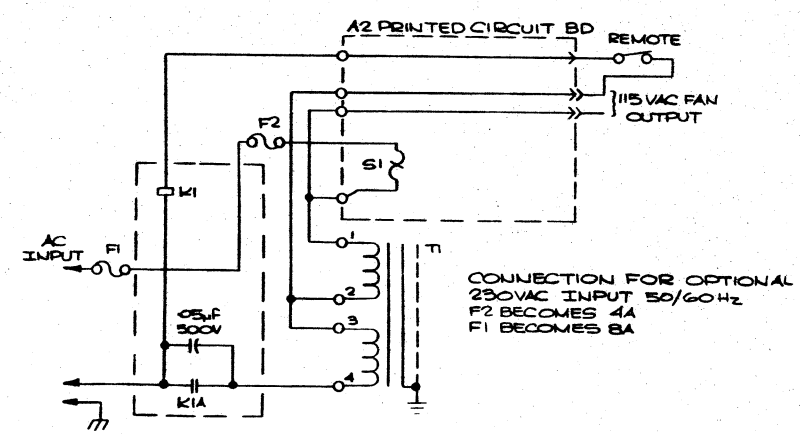 A2 PRINTED CIRCUIT BD
REMOTE
115 VAC FAN
OUTPUT
F2
S1
K1
AC
INPUT
F1
1
T1
2
3
4
.05µF
500V
K1A
CONNECTION FOR OPTIONAL
230VAC INPUT 50/60Hz
F2 BECOMES 4A
F1 BECOMES 8A